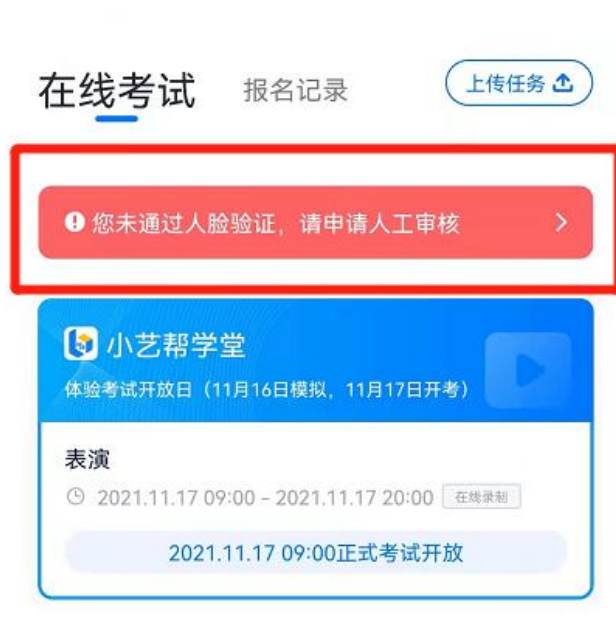 在线考试
报名记录
上传任务
您未通过人脸验证，请申请人工审核
小艺帮学堂
体验考试开放日（11月16日模拟，11月17日开考）
表演
2021.11.17 09:00 - 2021.11.17 20:00 在线录制
2021.11.17 09:00正式考试开放